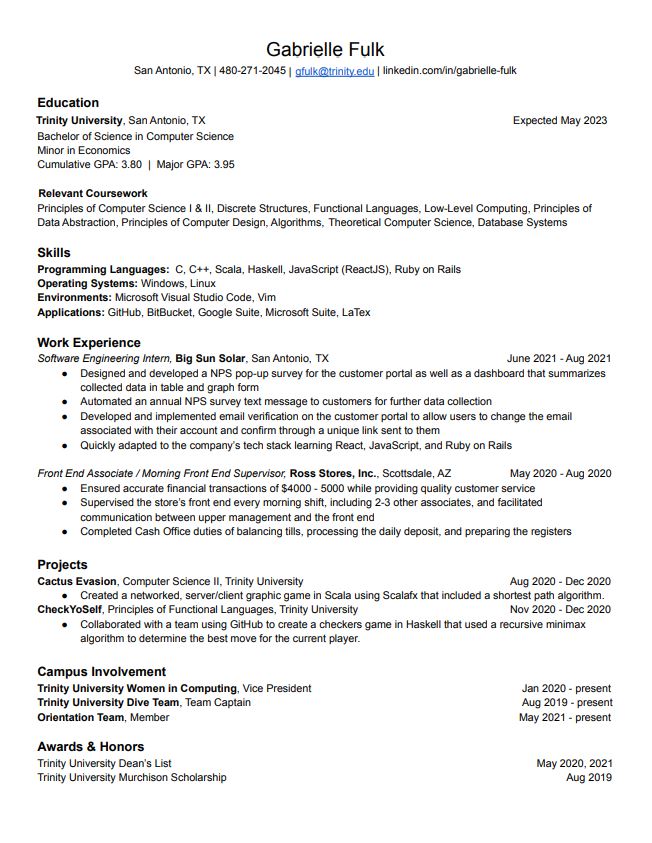 Gabrielle Fulk
San Antonio, TX | 480-271-2045 | gfulk@trinity.edu | linkedin.com/in/gabrielle-fulk
Education
Trinity University, San Antonio, TX Expected May 2023
Bachelor of Science in Computer Science
Minor in Economics
Cumulative GPA: 3.80 | Major GPA: 3.95
Relevant Coursework
Principles of Computer Science I & II, Discrete Structures, Functional Languages, Low-Level Computing, Principles of
Data Abstraction, Principles of Computer Design, Algorithms, Theoretical Computer Science, Database Systems
Skills
Programming Languages: C, C++, Scala, Haskell, JavaScript (ReactJS), Ruby on Rails
Operating Systems: Windows, Linux
Environments: Microsoft Visual Studio Code, Vim
Applications: GitHub, BitBucket, Google Suite, Microsoft Suite, LaTex
Work Experience
Software Engineering Intern, Big Sun Solar, San Antonio, TX June 2021 - Aug 2021
● Designed and developed a NPS pop-up survey for the customer portal as well as a dashboard that summarizes
collected data in table and graph form
● Automated an annual NPS survey text message to customers for further data collection
● Developed and implemented email verification on the customer portal to allow users to change the email
associated with their account and confirm through a unique link sent to them
● Quickly adapted to the company's tech stack learning React, JavaScript, and Ruby on Rails
Front End Associate / Morning Front End Supervisor, Ross Stores, Inc., Scottsdale, AZ May 2020 - Aug 2020
● Ensured accurate financial transactions of $4000 - 5000 while providing quality customer service
● Supervised the store's front end every morning shift, including 2-3 other associates, and facilitated
communication between upper management and the front end
● Completed Cash Office duties of balancing tills, processing the daily deposit, and preparing the registers
Projects
Cactus Evasion, Computer Science II, Trinity University Aug 2020 - Dec 2020
● Created a networked, server/client graphic game in Scala using Scalafx that included a shortest path algorithm.
CheckYoSelf, Principles of Functional Languages, Trinity University Nov 2020 - Dec 2020
● Collaborated with a team using GitHub to create a checkers game in Haskell that used a recursive minimax
algorithm to determine the best move for the current player.
Campus Involvement
Trinity University Women in Computing, Vice President Jan 2020 - present
Trinity University Dive Team, Team Captain Aug 2019 - present
Orientation Team, Member May 2021 - present
Awards & Honors
Trinity University Dean's List May 2020, 2021
Trinity University Murchison Scholarship Aug 2019